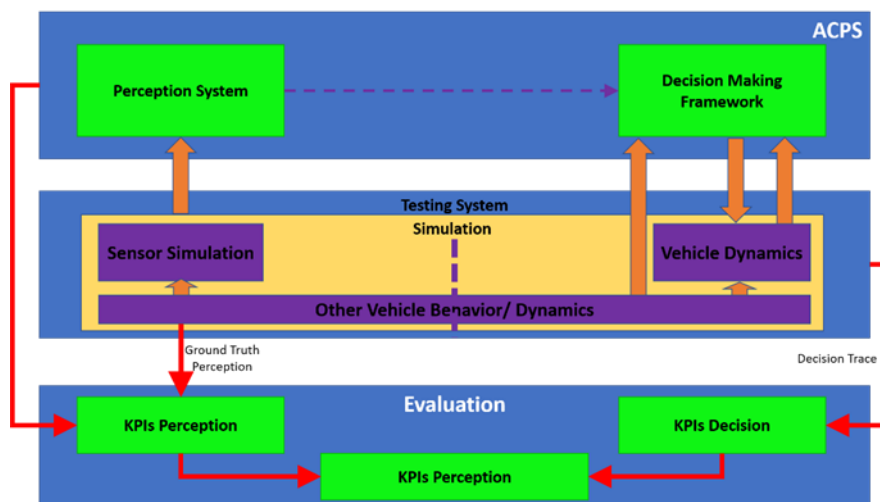 ACPS
Perception System
Decision Making
Framework
Testing System
Simulation
Sensor Simulation
Vehicle Dynamics
Other Vehicle Behavior/ Dynamics
Ground Truth
Perception
Decision Trace
Evaluation
KPIs Perception
KPIs Decision
KPIs Perception